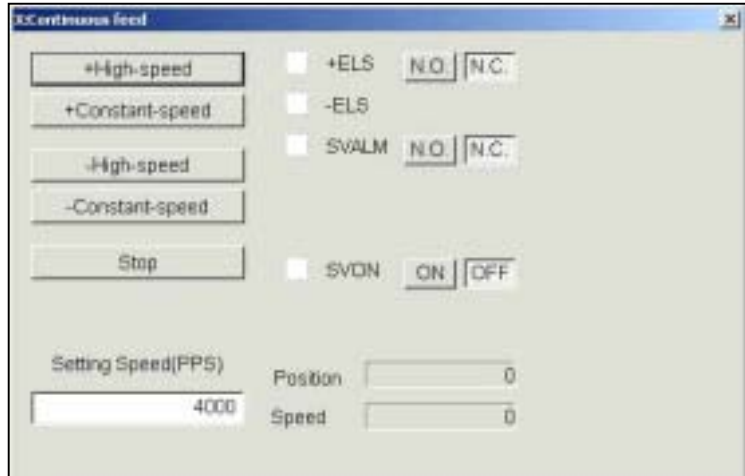 X:Continuous feed
+High-speed
+ELS N.O. N.C.
+Constant-speed
-ELS
SVALM N.O. N.C.
-High-speed
-Constant-speed
Stop
SVON ON OFF
Setting Speed(PPS)
4000
Position 0
Speed 0